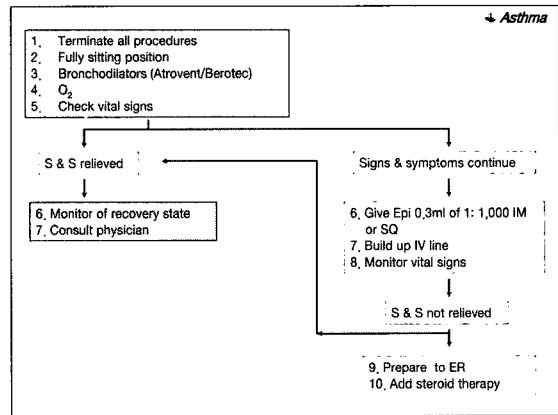 Asthma
1. Terminate all procedures
2. Fully sitting position
3. Bronchodilators (Atrovent/Berotec)
4. O₂
5. Check vital signs
S & S relieved
Signs & symptoms continue
6. Monitor of recovery state
7. Consult physician
6. Give Epi 0.3ml of 1: 1,000 IM
or SQ
7. Build up IV line
8. Monitor vital signs
S & S not relieved
9. Prepare to ER
10. Add steroid therapy